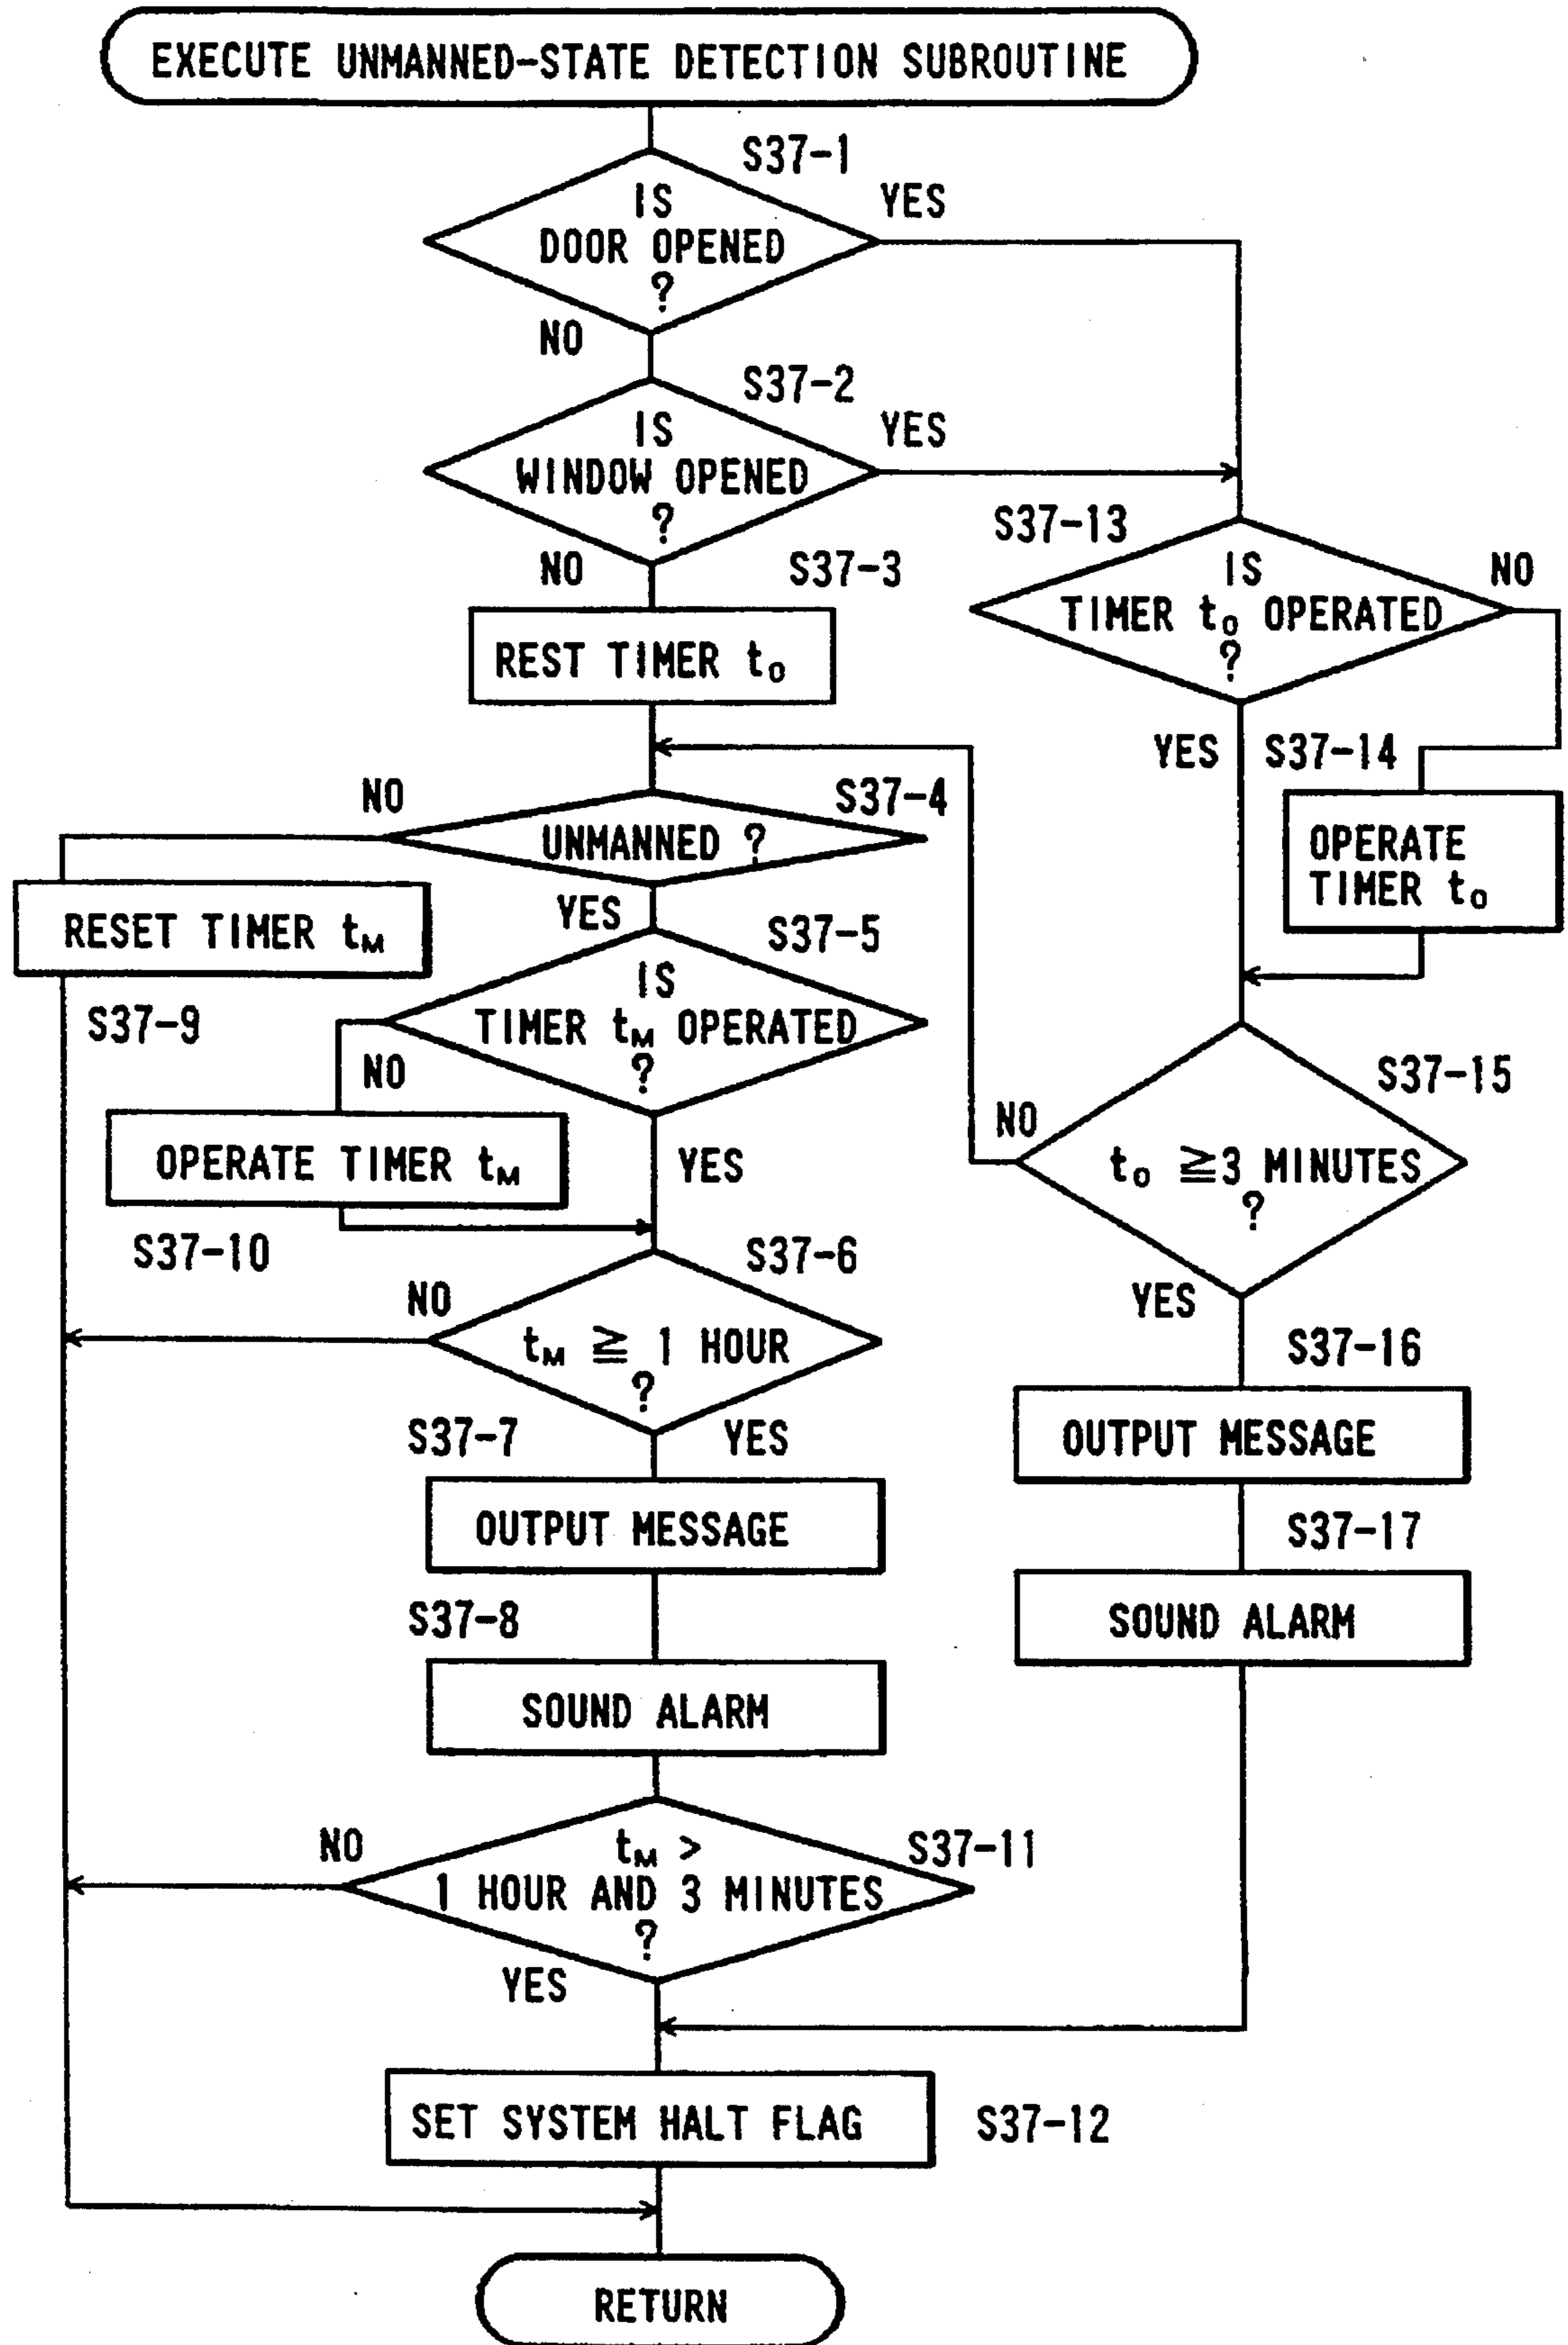 EXECUTE UNMANNED-STATE DETECTION SUBROUTINE
S37-1
IS
DOOR OPENED
?
YES
NO
S37-2
IS
WINDOW OPENED
?
YES
NO
S37-3
REST TIMER t₀
S37-13
IS
TIMER t₀ OPERATED
?
NO
YES
S37-14
OPERATE
TIMER t₀
NO
S37-4
UNMANNED ?
YES
RESET TIMER tM
S37-9
S37-5
IS
TIMER tM OPERATED
?
NO
YES
OPERATE TIMER tM
S37-10
S37-15
NO
t₀ ≧3 MINUTES
?
YES
S37-6
NO
tM ≧ 1 HOUR
?
YES
S37-7
OUTPUT MESSAGE
S37-16
OUTPUT MESSAGE
S37-8
SOUND ALARM
S37-17
SOUND ALARM
NO
tM >
1 HOUR AND 3 MINUTES
?
S37-11
YES
SET SYSTEM HALT FLAG
S37-12
RETURN